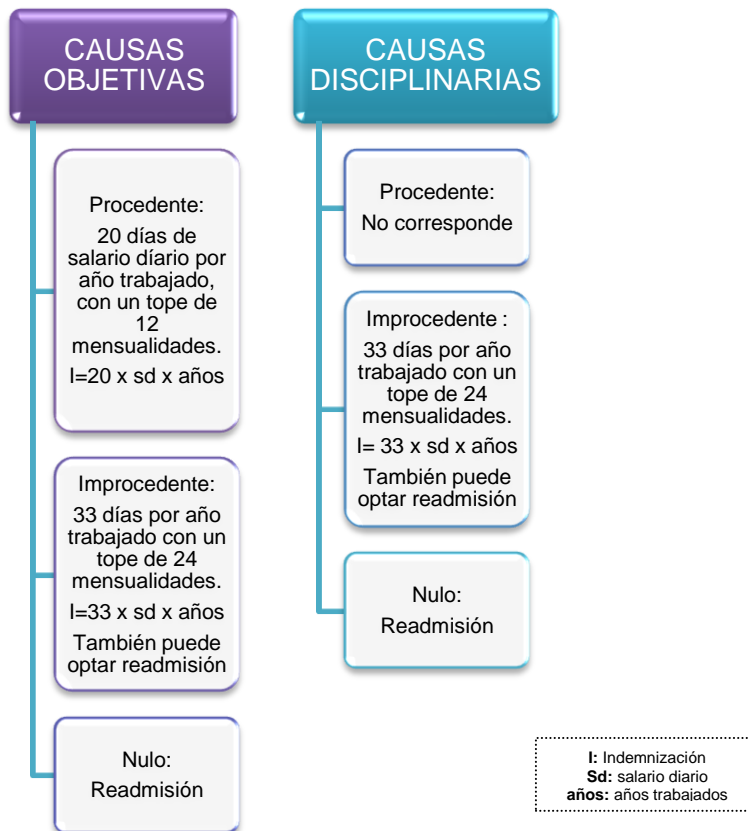 CAUSAS
OBJETIVAS
Procedente:
20 días de
salario díario por
año trabajado,
con un tope de
12
mensualidades.
I=20 x sd x años
Improcedente:
33 días por año
trabajado con un
tope de 24
mensualidades.
I=33 x sd x años
También puede
optar readmisión
Nulo:
Readmisión
CAUSAS
DISCIPLINARIAS
Procedente:
No corresponde
Improcedente :
33 días por año
trabajado con un
tope de 24
mensualidades.
I= 33 x sd x años
También puede
optar readmisión
Nulo:
Readmisión
I: Indemnización
Sd: salario diario
años: años trabajados